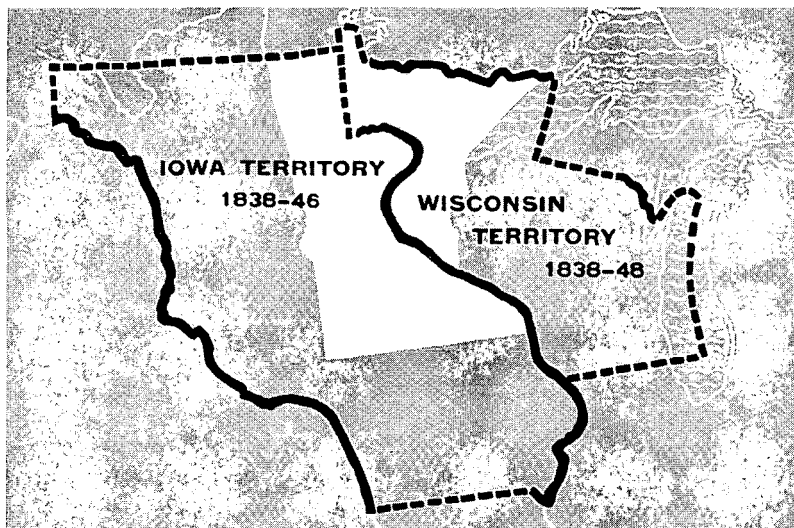 IOWA TERRITORY
1838-46
WISCONSIN
TERRITORY
1838-48